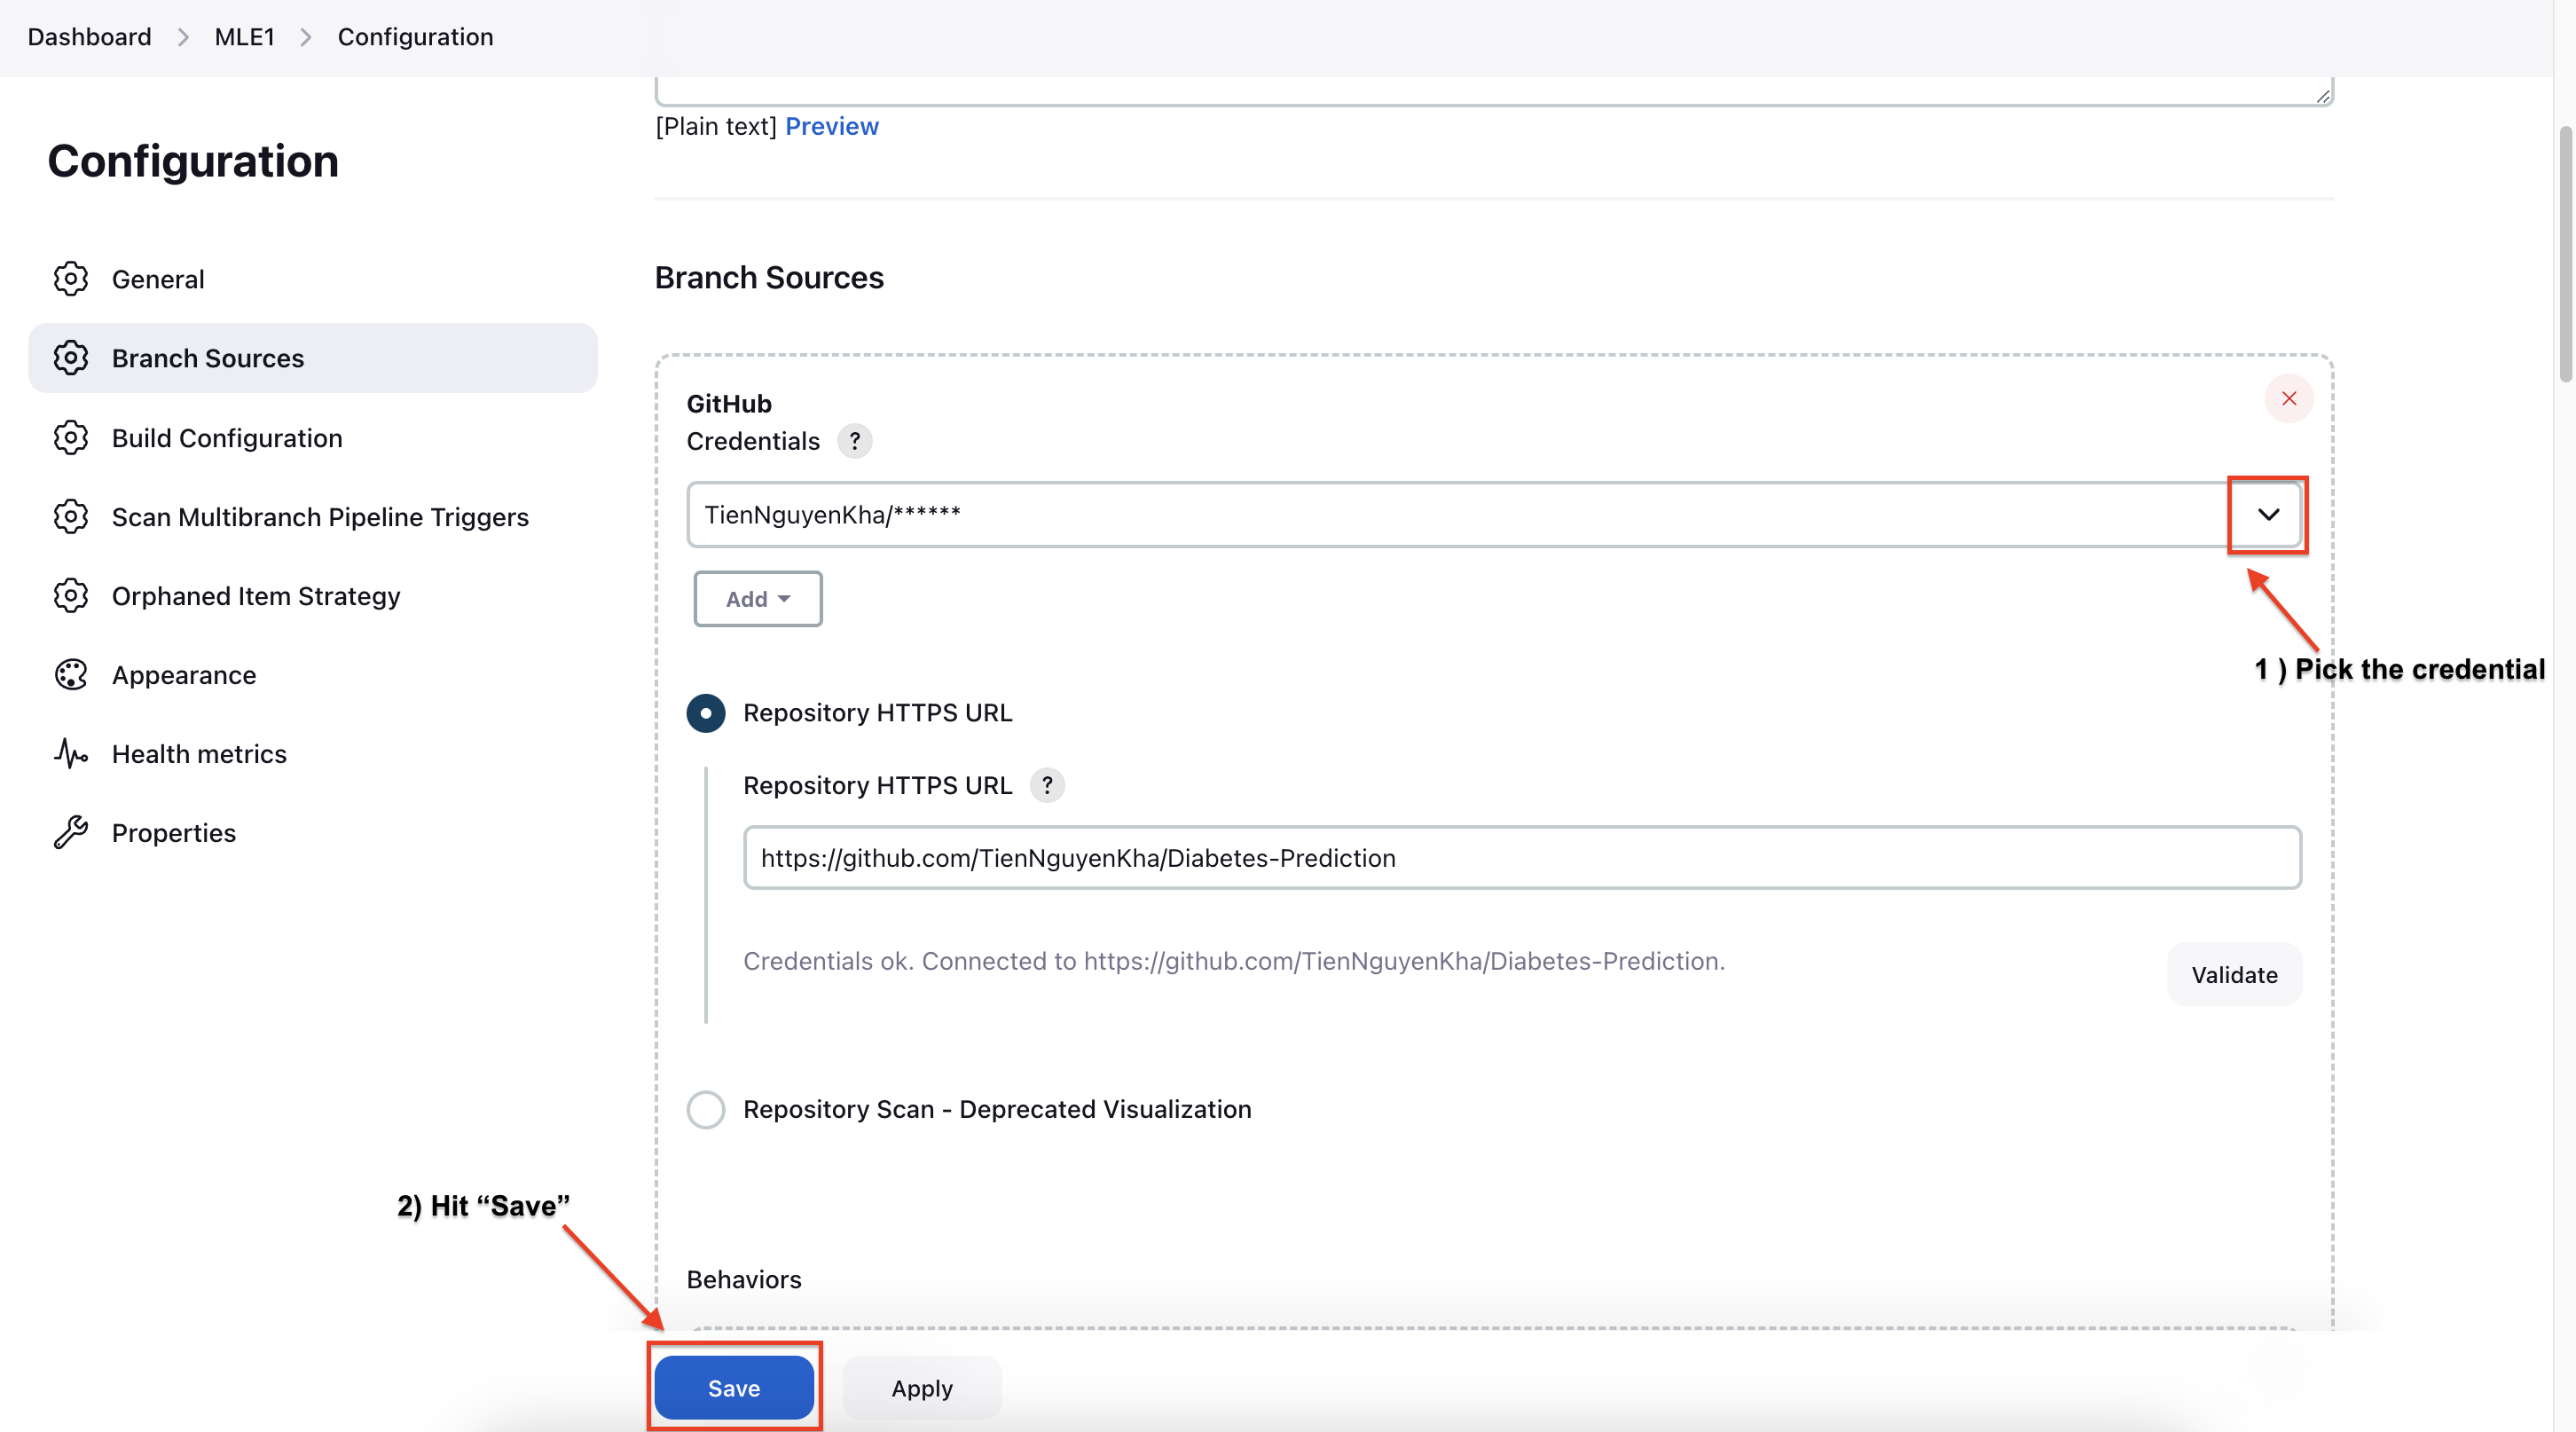 Dashboard > MLE1 > Configuration
[Plain text] Preview
Configuration
General
Branch Sources
Build Configuration
Scan Multibranch Pipeline Triggers
Orphaned Item Strategy
Appearance
Health metrics
Properties
Branch Sources
GitHub
Credentials ?
TienNguyenKha/******
Add
1 ) Pick the credential
Repository HTTPS URL
Repository HTTPS URL ?
https://github.com/TienNguyenKha/Diabetes-Prediction
Credentials ok. Connected to https://github.com/TienNguyenKha/Diabetes-Prediction.
Validate
Repository Scan - Deprecated Visualization
2) Hit “Save”
Behaviors
Save Apply